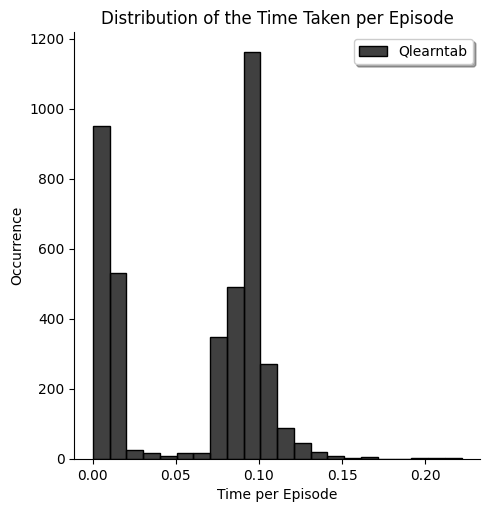 Distribution of the Time Taken per Episode
Qlearntab
1200
1000
800
600
400
200
0
Occurrence
0.00 0.05 0.10 0.15 0.20
Time per Episode